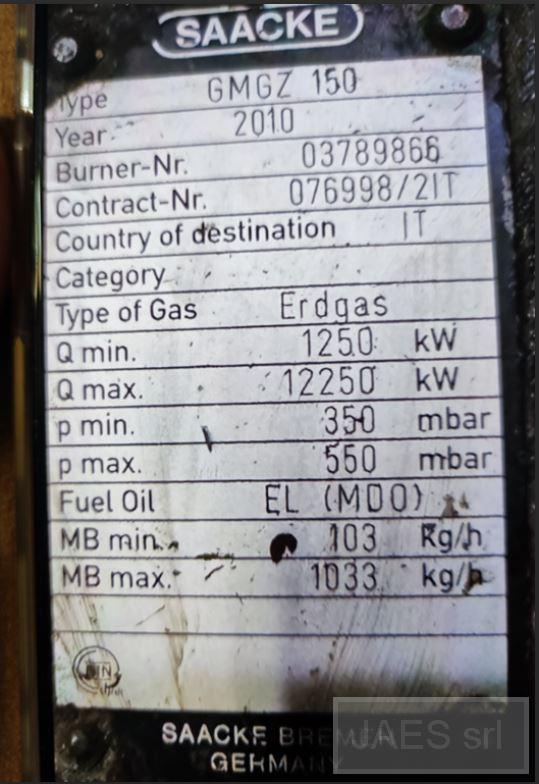 SAACKE
Type GMGZ 150
Year 2010
Burner-Nr. 03789866
Contract-Nr. 076998/2IT
Country of destination IT
Category
Type of Gas Erdgas
Q min. 1250 kW
Q max. 12250 kW
p min. 350 mbar
p max. 550 mbar
Fuel Oil EL (MDO)
MB min. 103 Kg/h
MB max. 1033 kg/h
DIN
SAACKE BREMEN
GERMANY
JAES srl